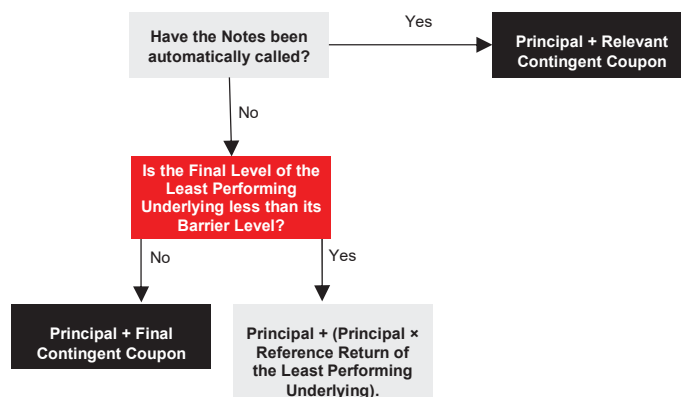 Have the Notes been
automatically called?
Yes
Principal + Relevant
Contingent Coupon
No
Is the Final Level of the
Least Performing
Underlying less than its
Barrier Level?
No
Yes
Principal + Final
Contingent Coupon
Principal + (Principal ×
Reference Return of
the Least Performing
Underlying).